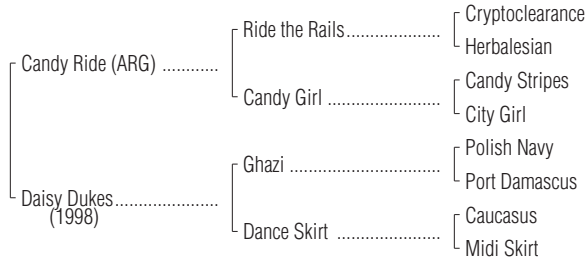 Cryptoclearance
Ride the Rails....................
Herbalesian
Candy Ride (ARG) ............
Candy Stripes
Candy Girl ........................
City Girl
Polish Navy
Ghazi ................................
Port Damascus
Daisy Dukes......................
(1998)
Caucasus
Dance Skirt ......................
Midi Skirt